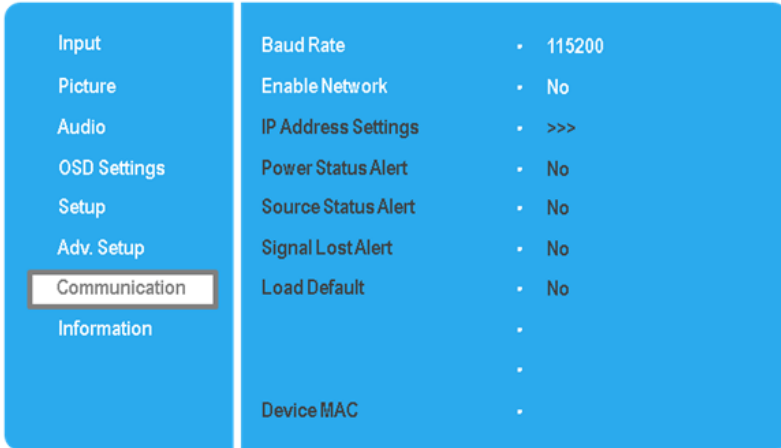 Input
Picture
Audio
OSD Settings
Setup
Adv. Setup
Communication
Information
Baud Rate · 115200
Enable Network · No
IP Address Settings · >>>
Power Status Alert · No
Source Status Alert · No
Signal Lost Alert · No
Load Default · No
·
·
Device MAC ·